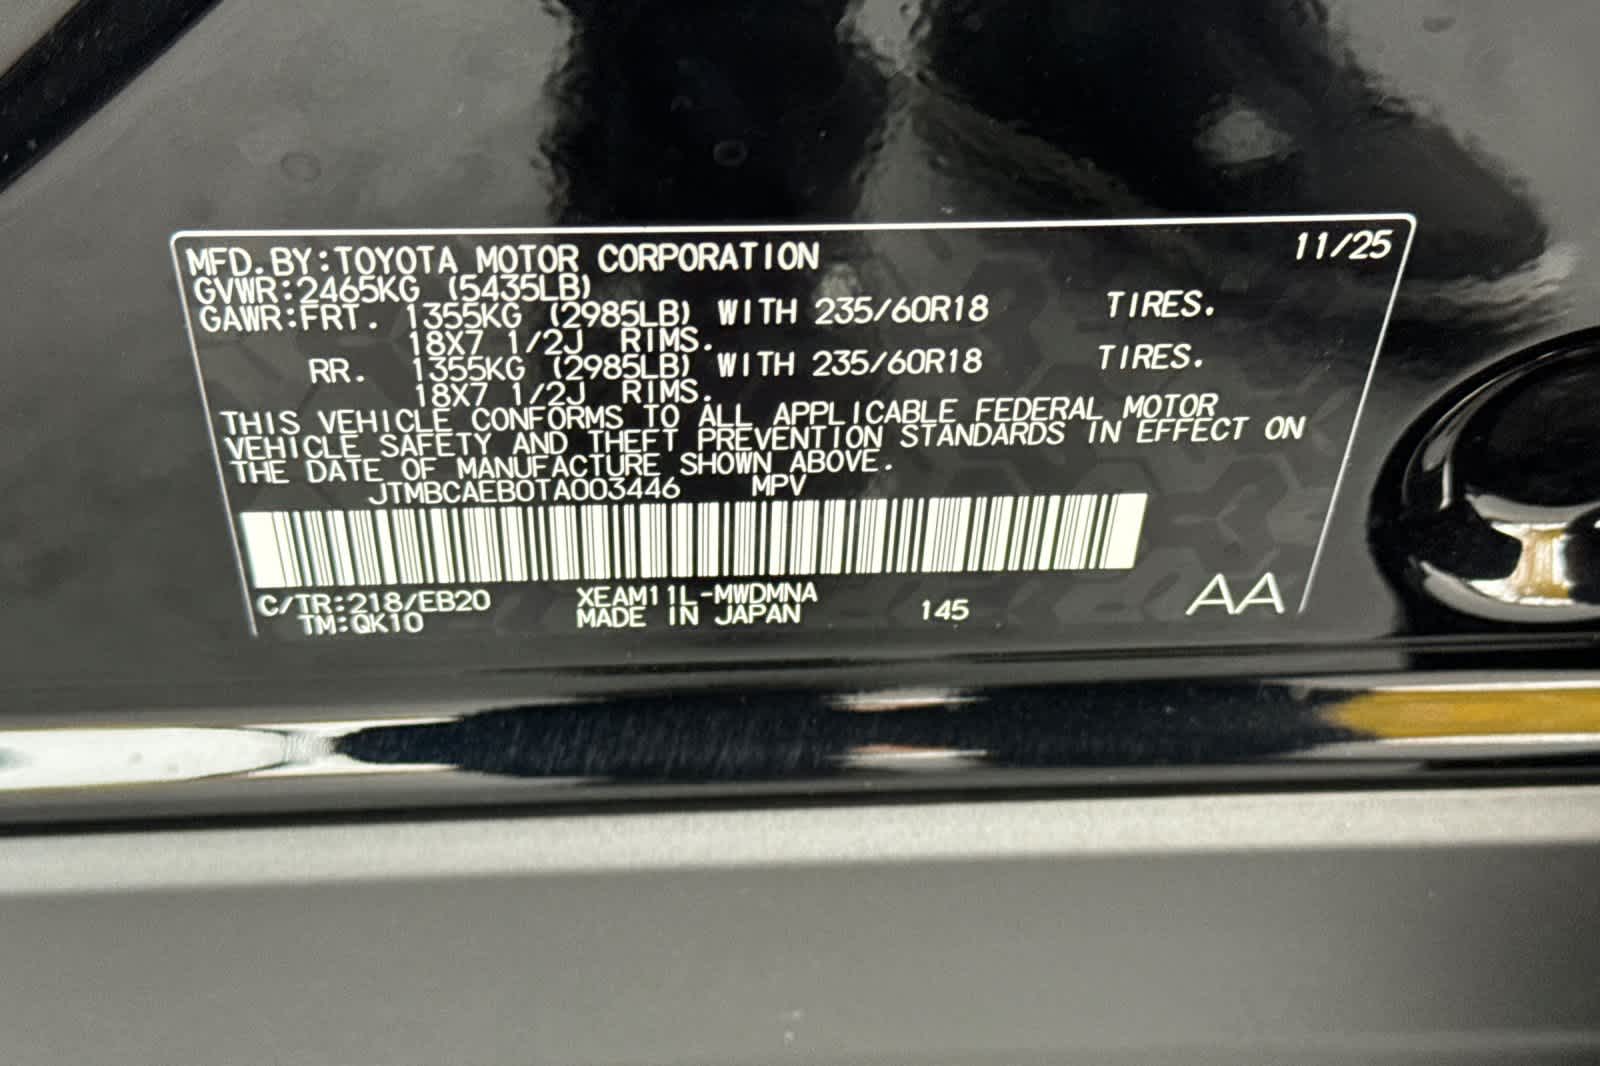 MFD.BY:TOYOTA MOTOR CORPORATION 11/25
GVWR:2465KG (5435LB)
GAWR:FRT. 1355KG (2985LB) WITH 235/60R18 TIRES.
18X7 1/2J RIMS.
RR. 1355KG (2985LB) WITH 235/60R18 TIRES.
18X7 1/2J RIMS.
THIS VEHICLE CONFORMS TO ALL APPLICABLE FEDERAL MOTOR
VEHICLE SAFETY AND THEFT PREVENTION STANDARDS IN EFFECT ON
THE DATE OF MANUFACTURE SHOWN ABOVE.
JTMBCAEB0TA003446 MPV
C/TR:218/EB20 XEAM11L-MWDMNA
TM:QK10 MADE IN JAPAN 145 AA